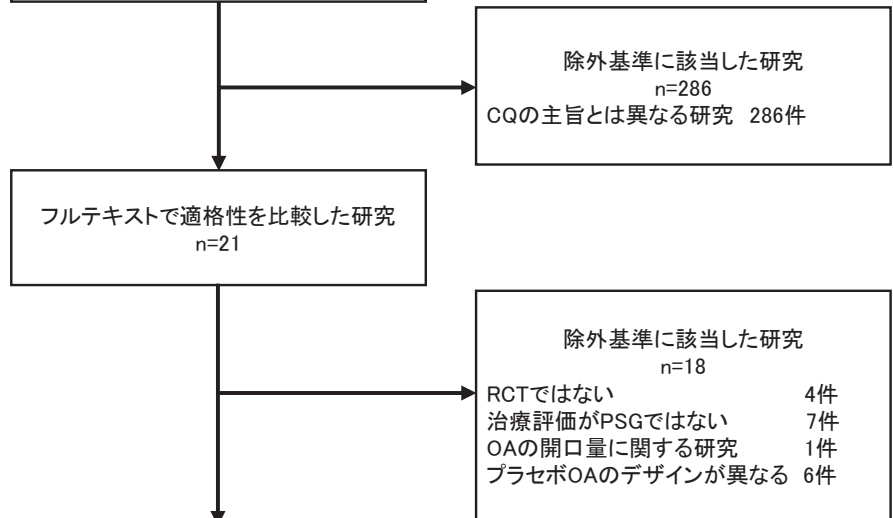 除外基準に該当した研究
n=286
CQの主旨とは異なる研究 286件
フルテキストで適格性を比較した研究
n=21
除外基準に該当した研究
n=18
RCTではない 4件
治療評価がPSGではない 7件
OAの開口量に関する研究 1件
プラセボOAのデザインが異なる 6件